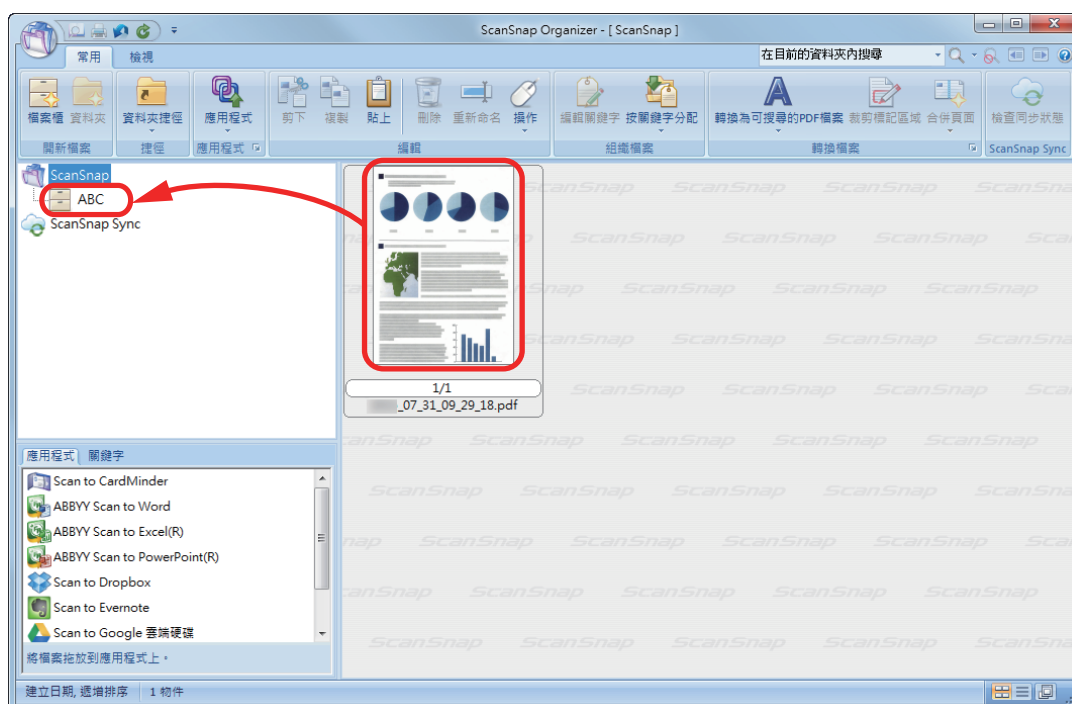 ScanSnap Organizer - [ ScanSnap ]
常用 檢視
在目前的資料夾內搜尋
檔案櫃 資料夾 資料夾捷徑 應用程式 剪下 複製 貼上 刪除 重新命名 操作 編輯關鍵字 按關鍵字分配 轉換為可搜尋的PDF檔案 裁剪標記區域 合併頁面 檢查同步狀態
開新檔案 捷徑 應用程式 編輯 組織檔案 轉換檔案 ScanSnap Sync
ScanSnap
ABC
ScanSnap Sync
1/1
_07_31_09_29_18.pdf
應用程式 關鍵字
Scan to CardMinder
ABBYY Scan to Word
ABBYY Scan to Excel(R)
ABBYY Scan to PowerPoint(R)
Scan to Dropbox
Scan to Evernote
Scan to Google 雲端硬碟
將檔案拖放到應用程式上。
建立日期, 遞增排序 1 物件